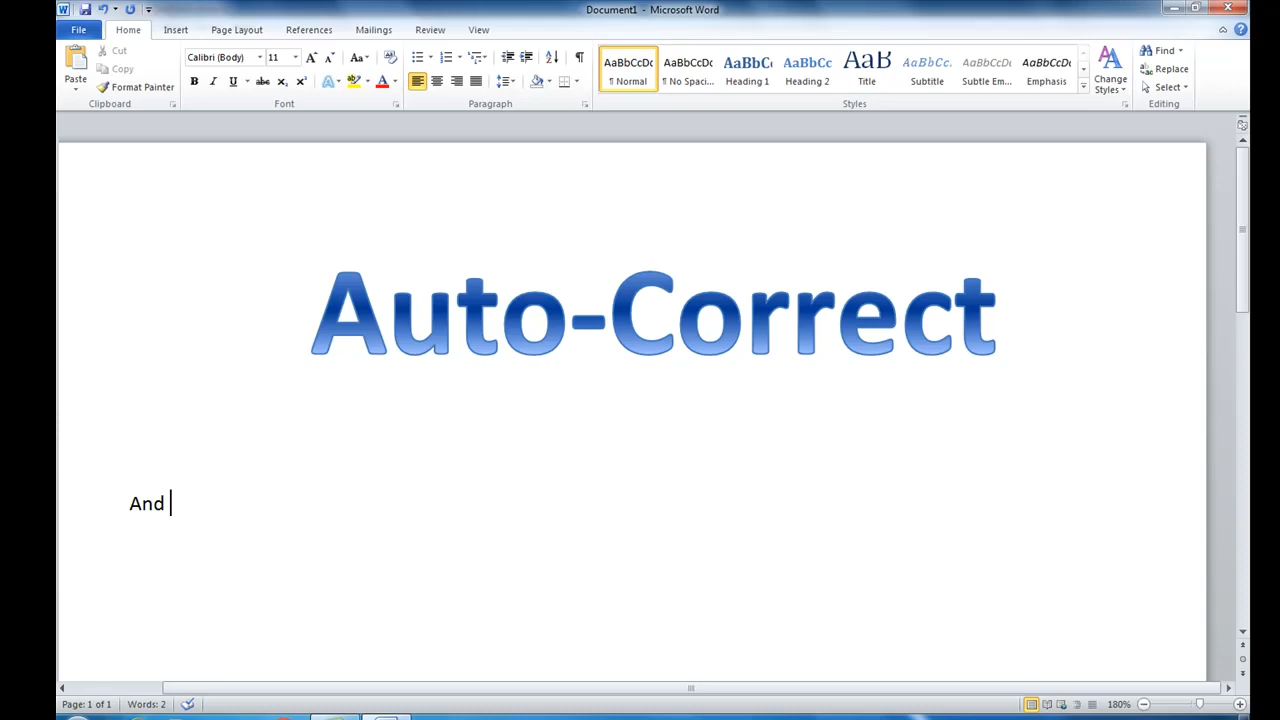 Document1 - Microsoft Word
File Home Insert Page Layout References Mailings Review View
Paste
Cut
Copy
Format Painter
Clipboard
Calibri (Body) 11
Font
Paragraph
AaBbCcDc AaBbCcDc AaBbC AaBbCc AaB AaBbCc. AaBbCcDc AaBbCcDc
¶ Normal ¶ No Spaci... Heading 1 Heading 2 Title Subtitle Subtle Em... Emphasis
Styles
Change
Styles
Find
Replace
Select
Editing
Auto-Correct
And
Page: 1 of 1 Words: 2 180%